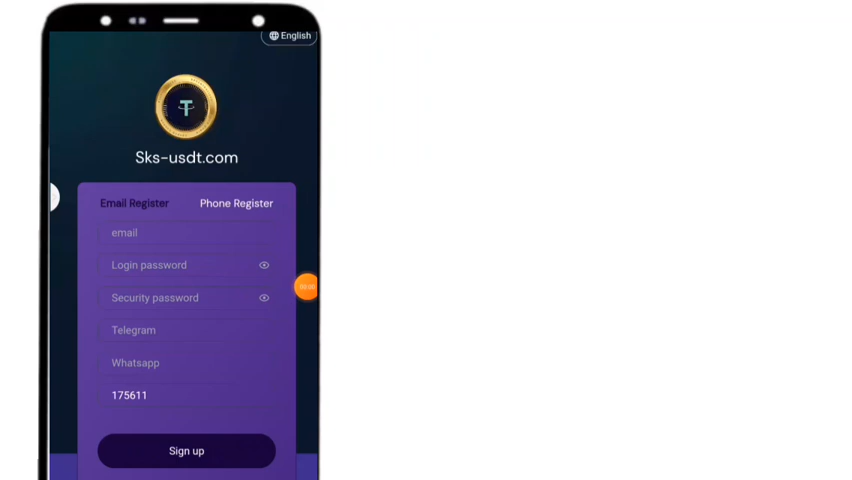 English
Sks-usdt.com
Email Register Phone Register
email
Login password
Security password
Telegram
Whatsapp
175611
Sign up